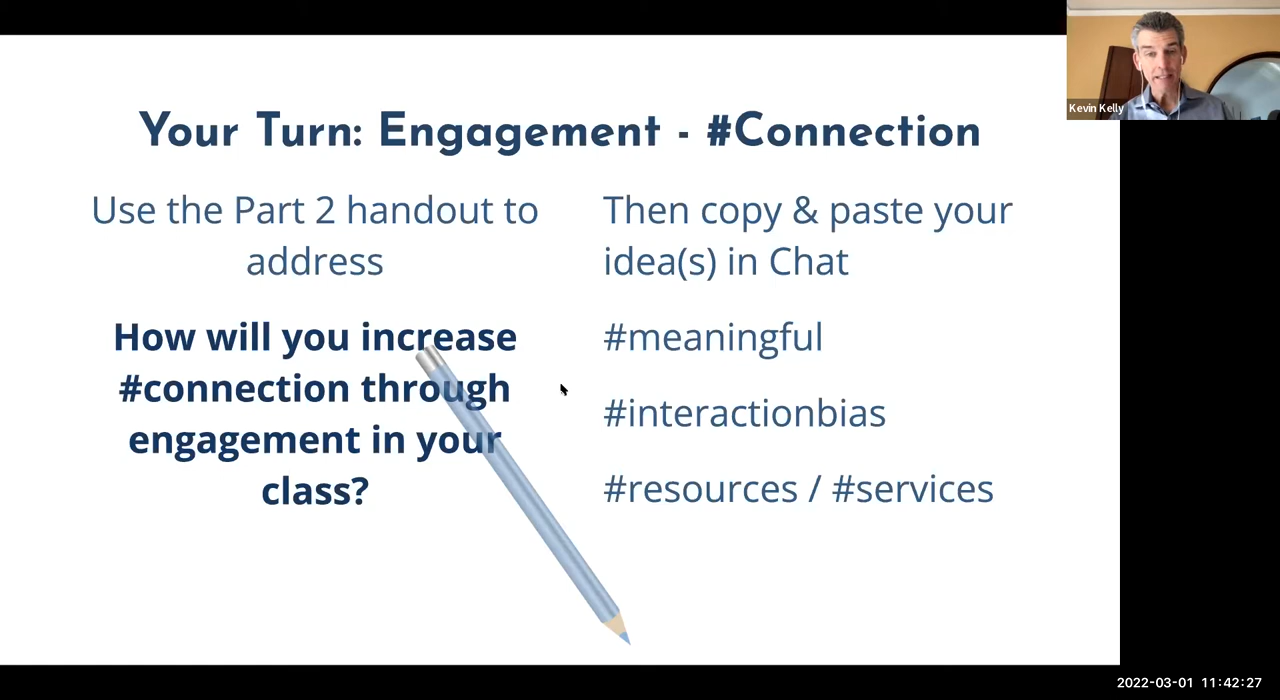 Kevin Kelly
Your Turn: Engagement - #Connection
Use the Part 2 handout to
address
How will you increase
#connection through
engagement in your
class?
Then copy & paste your
idea(s) in Chat
#meaningful
#interactionbias
#resources / #services
2022-03-01 11:42:27